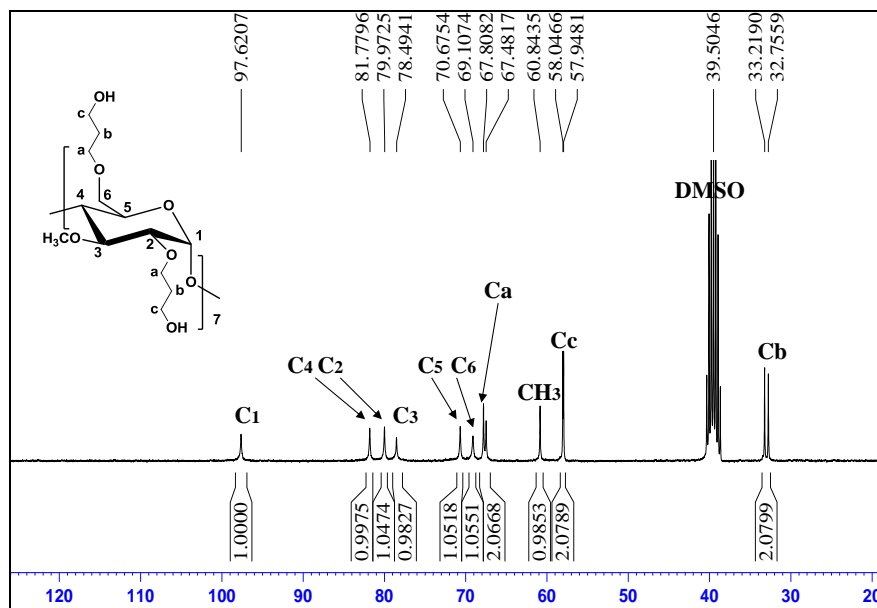 97.6207
81.7796
79.9725
78.4941
70.6754
69.1074
67.8082
67.4817
60.8435
58.0466
57.9481
39.5046
33.2190
32.7559
OH
c
b
a
O
6
4
5
O
1
H₃CO
3
2
O
O
a
b
c
OH
7
DMSO
Ca
Cc
Cb
C4 C2
C5 C6
CH3
C1
C3
1.0000
0.9975
1.0474
0.9827
1.0518
1.0551
2.0668
0.9853
2.0789
2.0799
120 110 100 90 80 70 60 50 40 30 20